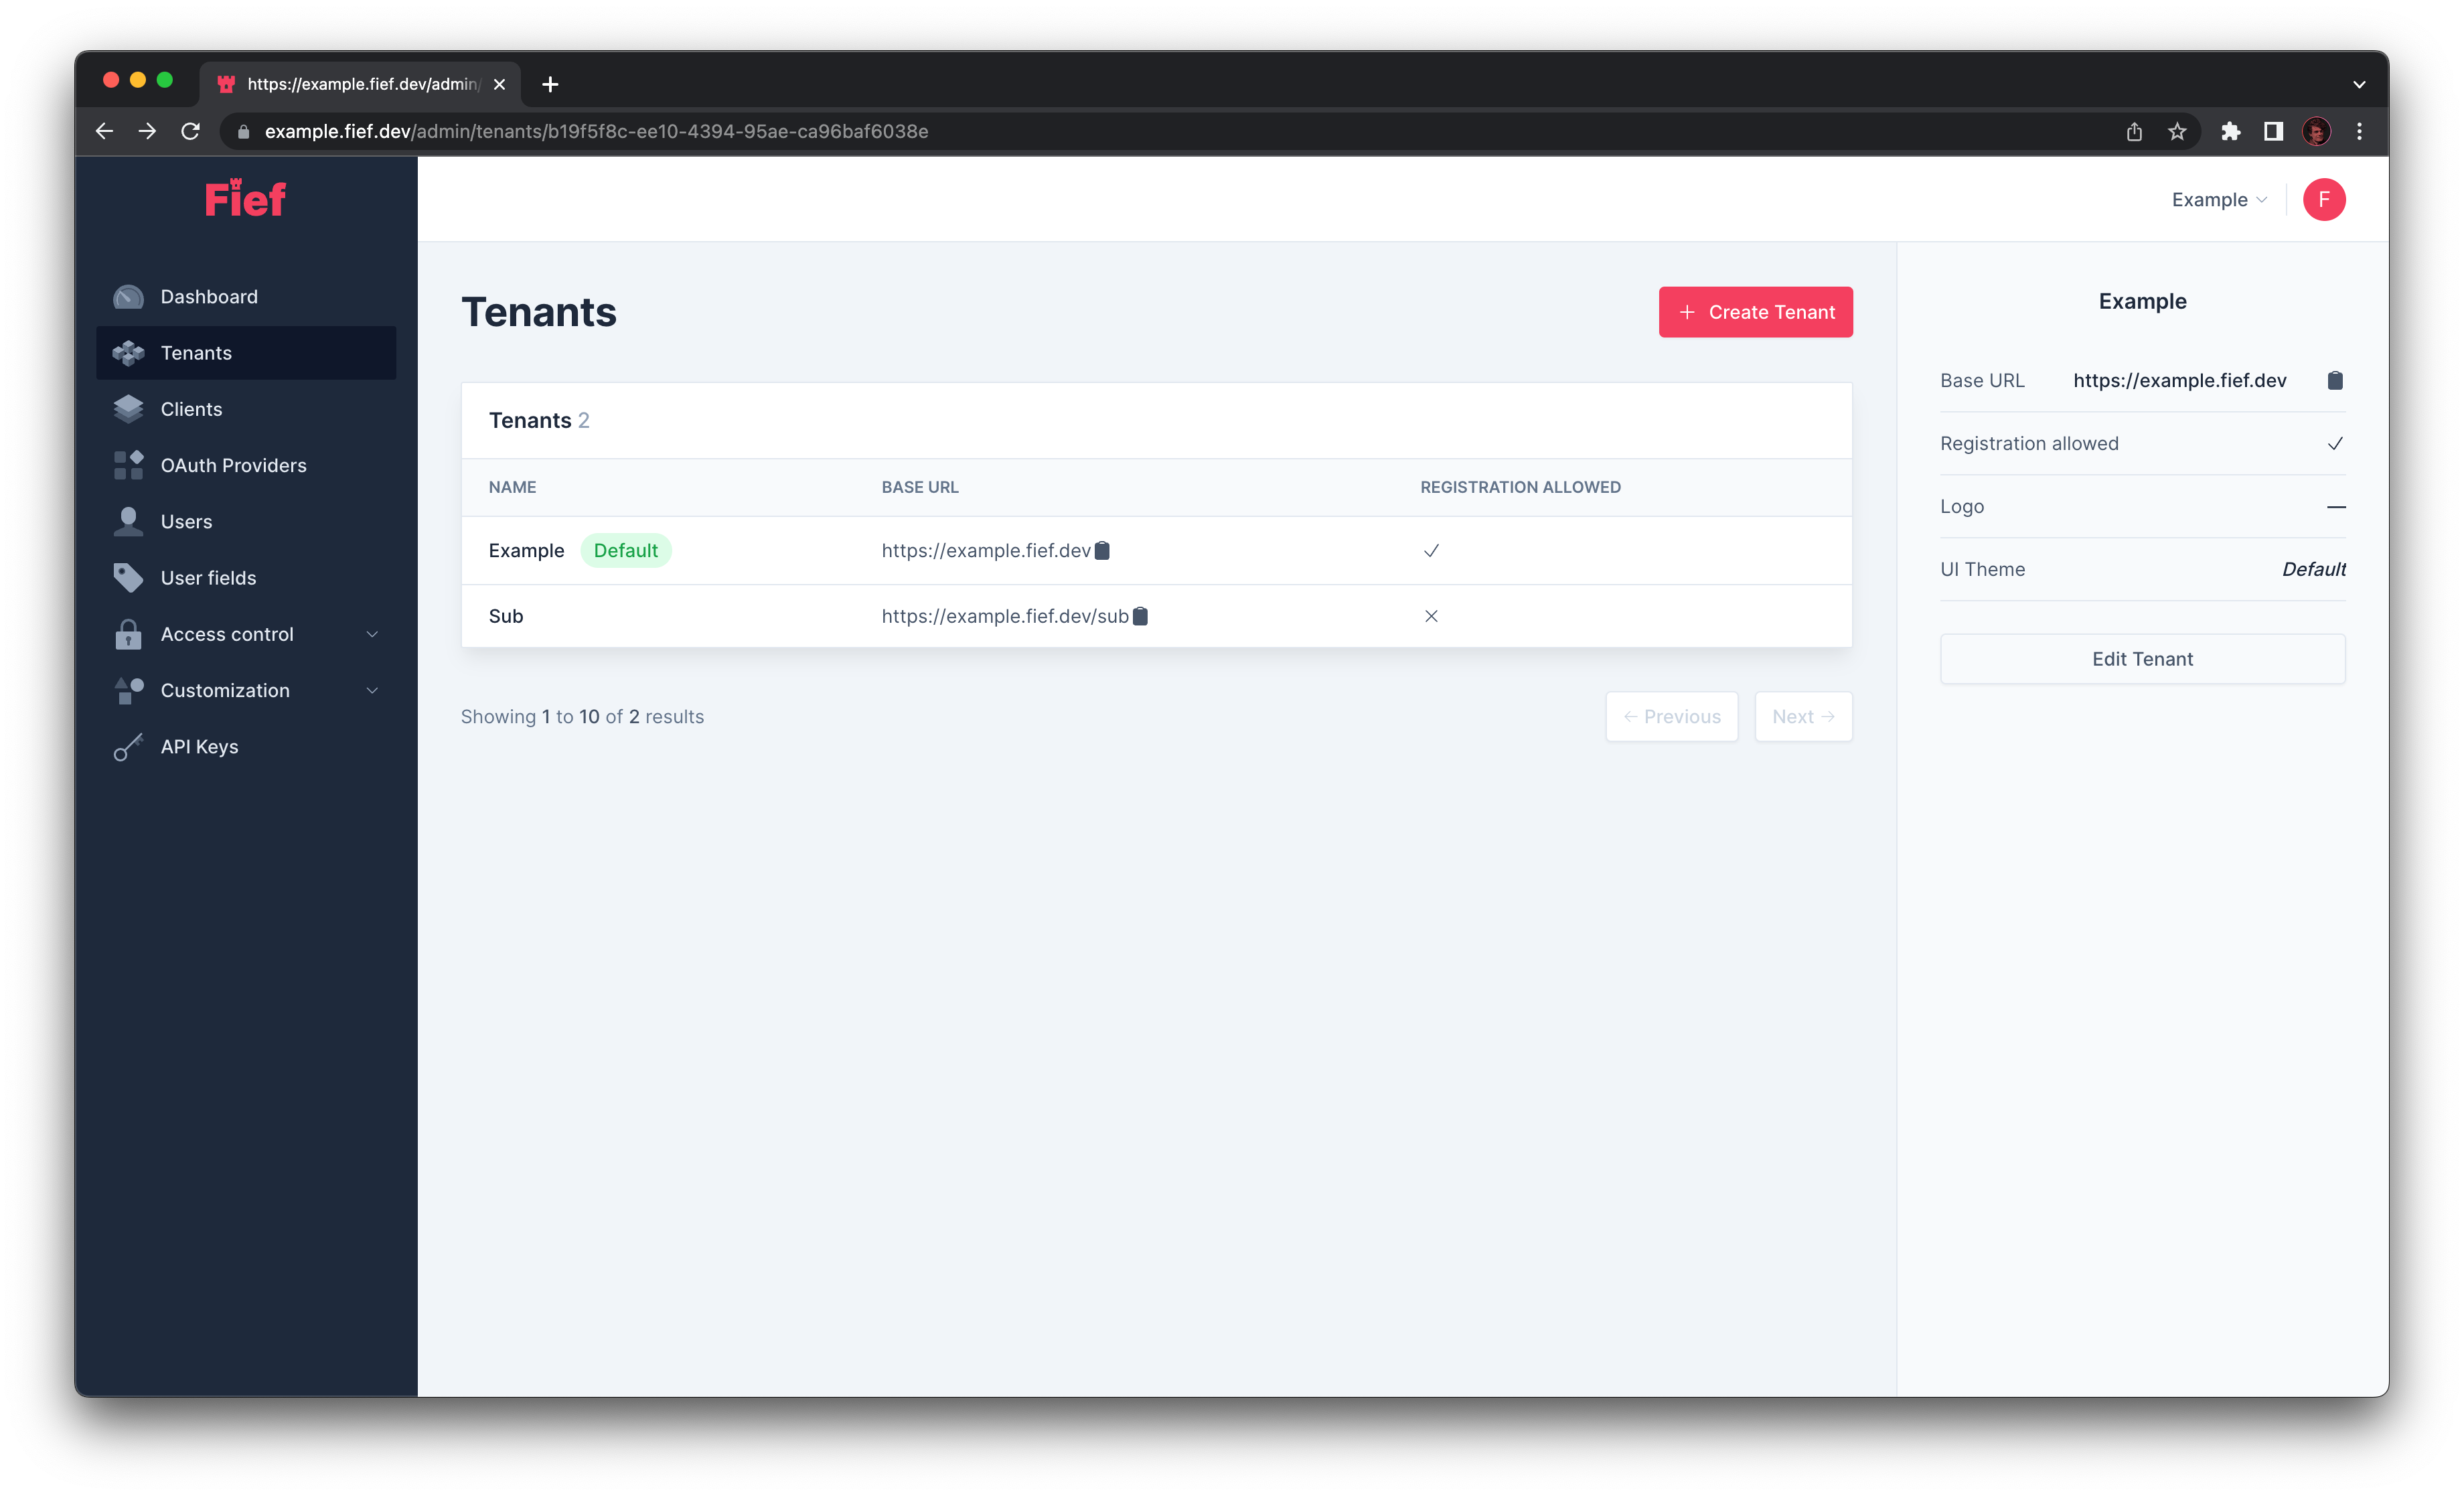 https://example.fief.dev/admin/
example.fief.dev/admin/tenants/b19f5f8c-ee10-4394-95ae-ca96baf6038e
Fief
Example
F
Dashboard
Tenants
Clients
OAuth Providers
Users
User fields
Access control
Customization
API Keys
Tenants
Create Tenant
Tenants 2
NAME BASE URL REGISTRATION ALLOWED
Example Default https://example.fief.dev
Sub https://example.fief.dev/sub
Showing 1 to 10 of 2 results
Previous Next
Example
Base URL https://example.fief.dev
Registration allowed
Logo —
UI Theme Default
Edit Tenant